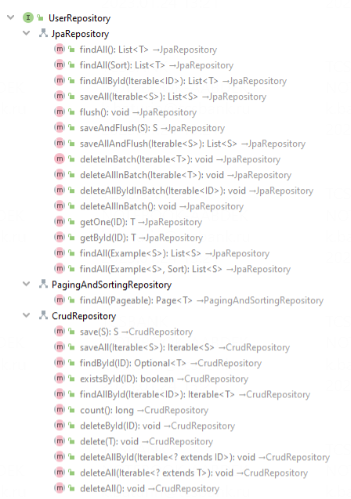 UserRepository
JpaRepository
findAll(): List<T> →JpaRepository
findAll(Sort): List<T> →JpaRepository
findAllById(Iterable<ID>): List<T> →JpaRepository
saveAll(Iterable<S>): List<S> →JpaRepository
flush(): void →JpaRepository
saveAndFlush(S): S →JpaRepository
saveAllAndFlush(Iterable<S>): List<S> →JpaRepository
deleteInBatch(Iterable<T>): void →JpaRepository
deleteAllInBatch(Iterable<T>): void →JpaRepository
deleteAllByIdInBatch(Iterable<ID>): void →JpaRepository
deleteAllInBatch(): void →JpaRepository
getOne(ID): T →JpaRepository
getById(ID): T →JpaRepository
findAll(Example<S>): List<S> →JpaRepository
findAll(Example<S>, Sort): List<S> →JpaRepository
PagingAndSortingRepository
findAll(Pageable): Page<T> →PagingAndSortingRepository
CrudRepository
save(S): S →CrudRepository
saveAll(Iterable<S>): Iterable<S> →CrudRepository
findById(ID): Optional<T> →CrudRepository
existsById(ID): boolean →CrudRepository
findAllById(Iterable<ID>): Iterable<T> →CrudRepository
count(): long →CrudRepository
deleteById(ID): void →CrudRepository
delete(T): void →CrudRepository
deleteAllById(Iterable<? extends ID>): void →CrudRepository
deleteAll(Iterable<? extends T>): void →CrudRepository
deleteAll(): void →CrudRepository